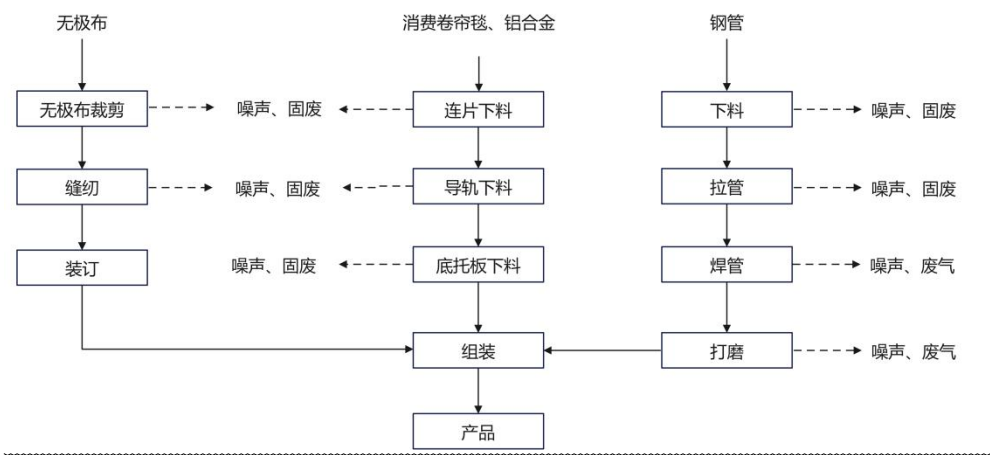 无极布
消费卷帘毯、铝合金
钢管
无极布裁剪
噪声、固废
连片下料
下料
噪声、固废
缝纫
噪声、固废
导轨下料
拉管
噪声、固废
装订
噪声、固废
底托板下料
焊管
噪声、废气
组装
打磨
噪声、废气
产品